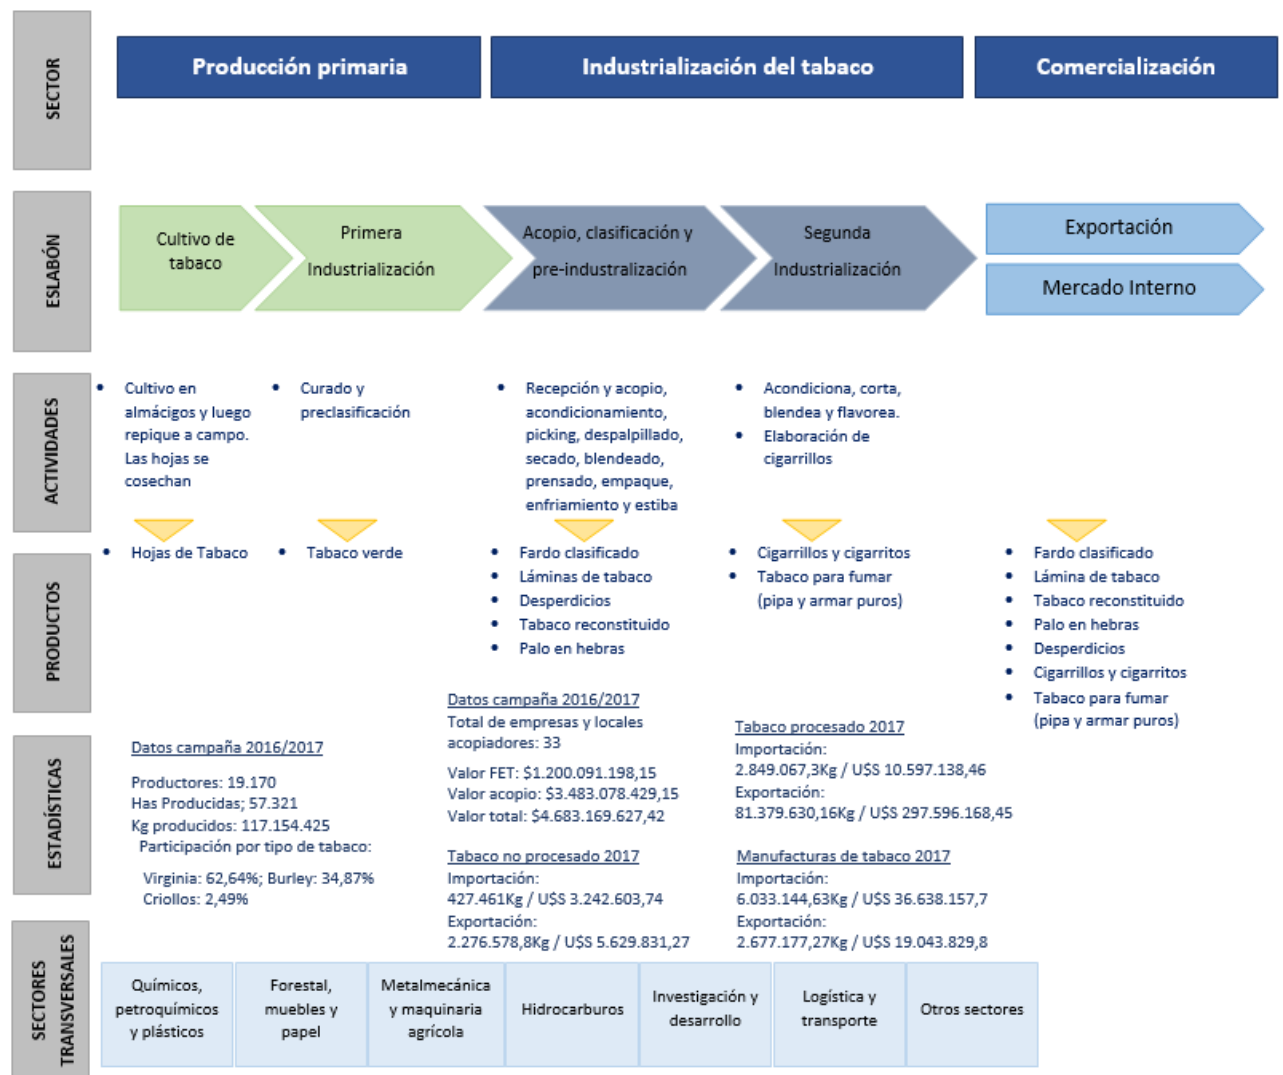 SECTOR
Producción primaria
Industrialización del tabaco
Comercialización
ESLABÓN
Cultivo de
tabaco
Primera
Industrialización
Acopio, clasificación y
pre-industralización
Segunda
Industrialización
Exportación
Mercado Interno
ACTIVIDADES
• Cultivo en
almácigos y luego
repique a campo.
Las hojas se
cosechan
• Curado y
preclasificación
• Recepción y acopio,
acondicionamiento,
picking, despalpillado,
secado, blendeado,
prensado, empaque,
enfriamiento y estiba
• Acondiciona, corta,
blendea y flavorea.
• Elaboración de
cigarrillos
PRODUCTOS
• Hojas de Tabaco
• Tabaco verde
• Fardo clasificado
• Láminas de tabaco
• Desperdicios
• Tabaco reconstituido
• Palo en hebras
• Cigarrillos y cigarritos
• Tabaco para fumar
(pipa y armar puros)
• Fardo clasificado
• Lámina de tabaco
• Tabaco reconstituido
• Palo en hebras
• Desperdicios
• Cigarrillos y cigarritos
• Tabaco para fumar
(pipa y armar puros)
ESTADÍSTICAS
Datos campaña 2016/2017
Productores: 19.170
Has Producidas; 57.321
Kg producidos: 117.154.425
Participación por tipo de tabaco:
Virginia: 62,64%; Burley: 34,87%
Criollos: 2,49%
Datos campaña 2016/2017
Total de empresas y locales
acopiadores: 33
Valor FET: $1.200.091.198,15
Valor acopio: $3.483.078.429,15
Valor total: $4.683.169.627,42
Tabaco no procesado 2017
Importación:
427.461Kg / U$S 3.242.603,74
Exportación:
2.276.578,8Kg / U$S 5.629.831,27
Tabaco procesado 2017
Importación:
2.849.067,3Kg / U$S 10.597.138,46
Exportación:
81.379.630,16Kg / U$S 297.596.168,45
Manufacturas de tabaco 2017
Importación:
6.033.144,63Kg / U$S 36.638.157,7
Exportación:
2.677.177,27Kg / U$S 19.043.829,8
SECTORES
TRANSVERSALES
Químicos,
petroquímicos
y plásticos
Forestal,
muebles y
papel
Metalmecánica
y maquinaria
agrícola
Hidrocarburos
Investigación y
desarrollo
Logística y
transporte
Otros sectores